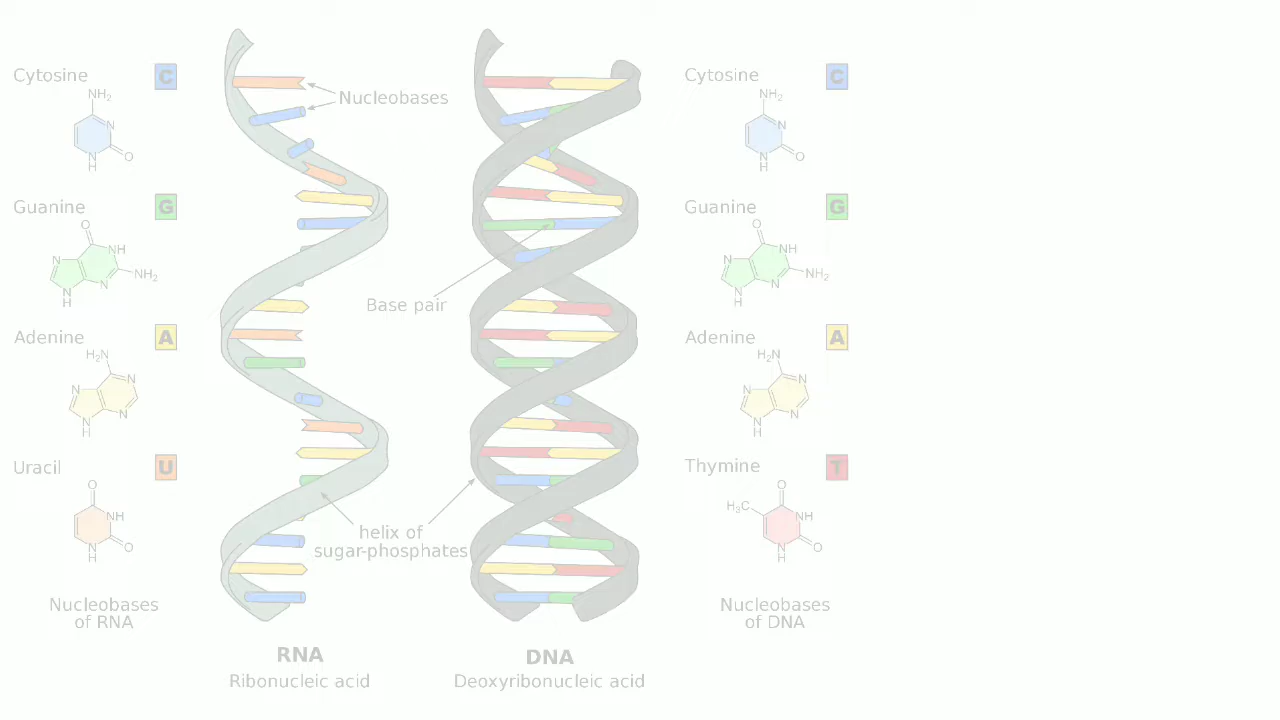 Cytosine
C
NH2
N
N
H
O
Guanine
G
O
N
NH
N
H
N
NH2
Adenine
A
H2N
N
N
N
H
N
Uracil
U
O
NH
N
H
O
Nucleobases
of RNA
Nucleobases
Base pair
helix of
sugar-phosphates
RNA
Ribonucleic acid
DNA
Deoxyribonucleic acid
Cytosine
C
NH2
N
N
H
O
Guanine
G
O
N
NH
N
H
N
NH2
Adenine
A
H2N
N
N
N
H
N
Thymine
T
O
H3C
NH
N
H
O
Nucleobases
of DNA